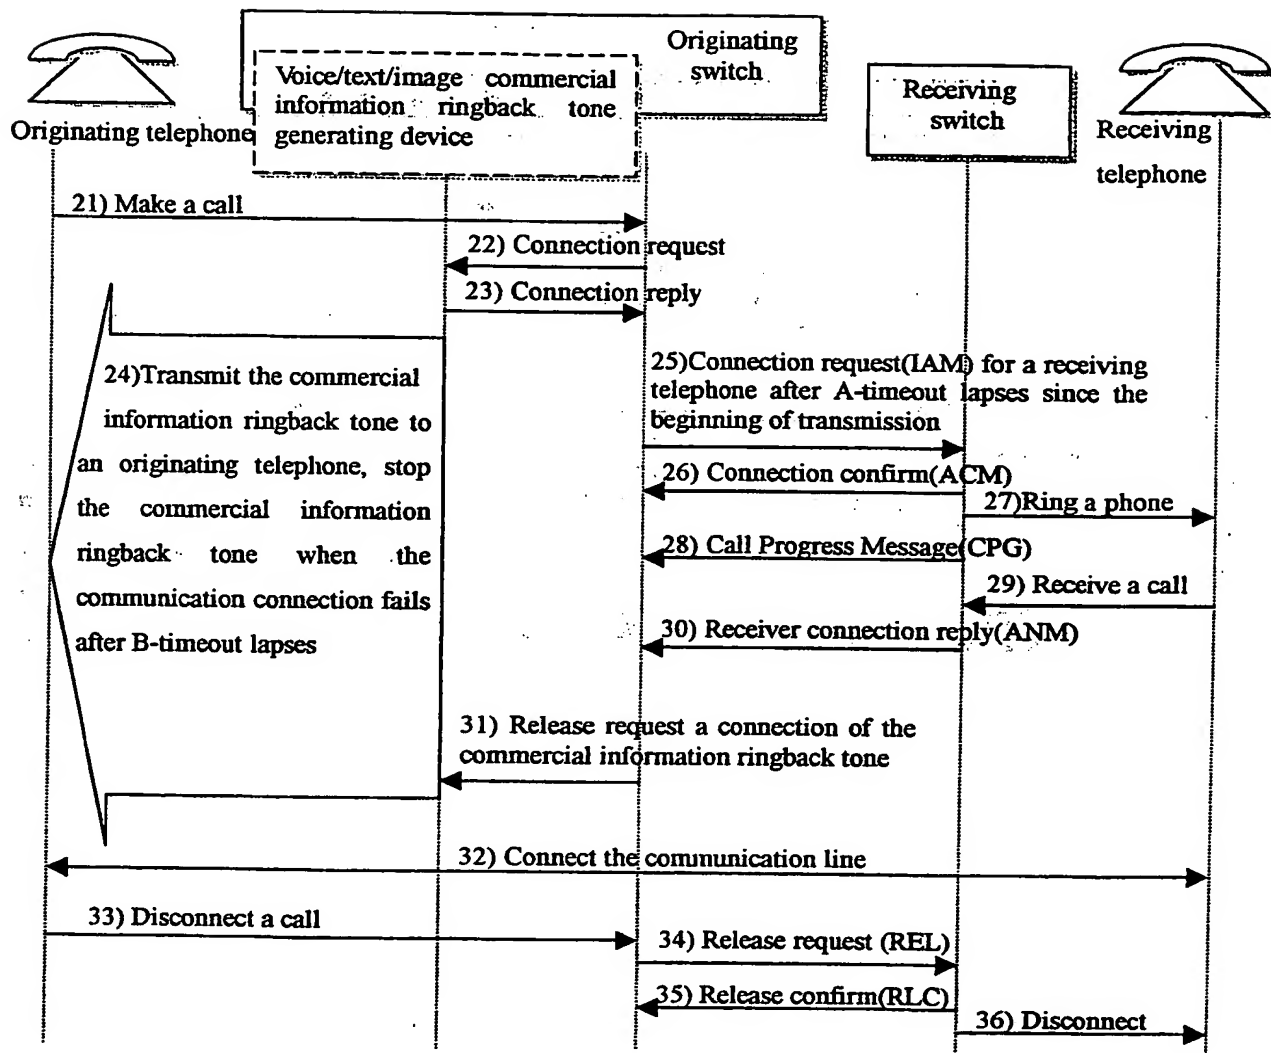 Originating
switch
Voice/text/image commercial
information ringback tone
generating device
Receiving
switch
Originating telephone
Receiving
telephone
21) Make a call
22) Connection request
23) Connection reply
24)Transmit the commercial
information ringback tone to
an originating telephone, stop
the commercial information
ringback tone when the
communication connection fails
after B-timeout lapses
25)Connection request(IAM) for a receiving
telephone after A-timeout lapses since the
beginning of transmission
26) Connection confirm(ACM)
27)Ring a phone
28) Call Progress Message(CPG)
29) Receive a call
30) Receiver connection reply(ANM)
31) Release request a connection of the
commercial information ringback tone
32) Connect the communication line
33) Disconnect a call
34) Release request (REL)
35) Release confirm(RLC)
36) Disconnect